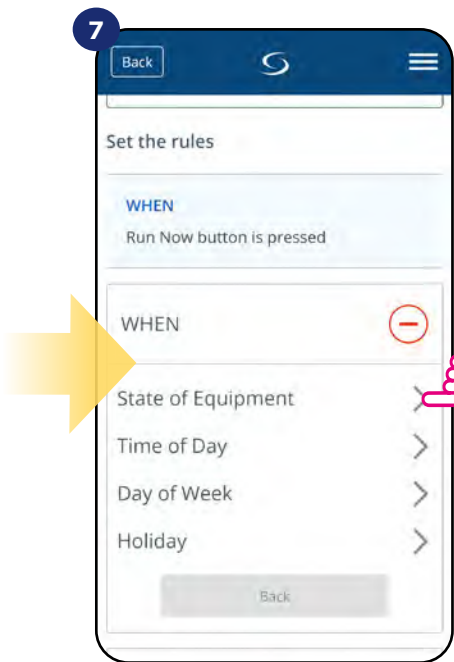 7
Back
Set the rules
WHEN
Run Now button is pressed
WHEN
State of Equipment
Time of Day
Day of Week
Holiday
Back